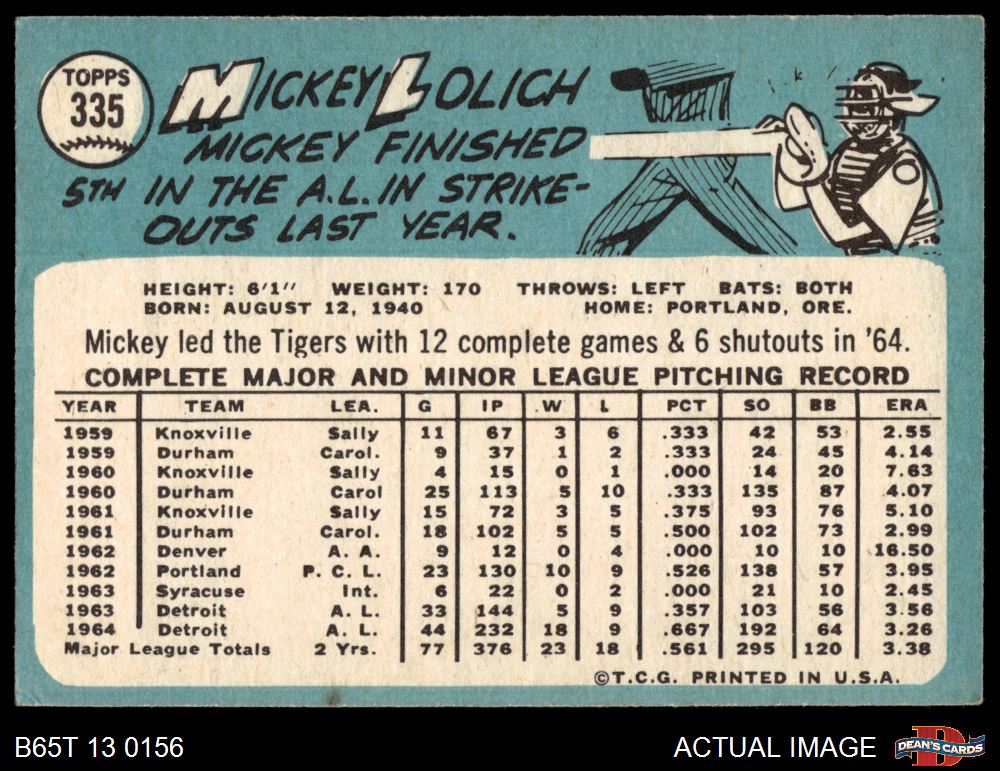 TOPPS
335
MICKEY LOLICH
MICKEY FINISHED
5TH IN THE A.L. IN STRIKE-
OUTS LAST YEAR.
HEIGHT: 6'1" WEIGHT: 170 THROWS: LEFT BATS: BOTH
BORN: AUGUST 12, 1940 HOME: PORTLAND, ORE.
Mickey led the Tigers with 12 complete games & 6 shutouts in '64.
COMPLETE MAJOR AND MINOR LEAGUE PITCHING RECORD
YEAR TEAM LEA. G IP W L PCT SO BB ERA
1959 Knoxville Sally 11 67 3 6 .333 42 53 2.55
1959 Durham Carol. 9 37 1 2 .333 24 45 4.14
1960 Knoxville Sally 4 15 0 1 .000 14 20 7.63
1960 Durham Carol 25 113 5 10 .333 135 87 4.07
1961 Knoxville Sally 15 72 3 5 .375 93 76 5.10
1961 Durham Carol. 18 102 5 5 .500 102 73 2.99
1962 Denver A. A. 9 12 0 4 .000 10 10 16.50
1962 Portland P. C. L. 23 130 10 9 .526 138 57 3.95
1963 Syracuse Int. 6 22 0 2 .000 21 10 2.45
1963 Detroit A. L. 33 144 5 9 .357 103 56 3.56
1964 Detroit A. L. 44 232 18 9 .667 192 64 3.26
Major League Totals 2 Yrs. 77 376 23 18 .561 295 120 3.38
©T.C.G. PRINTED IN U.S.A.
B65T 13 0156 ACTUAL IMAGE DEAN'S CARDS